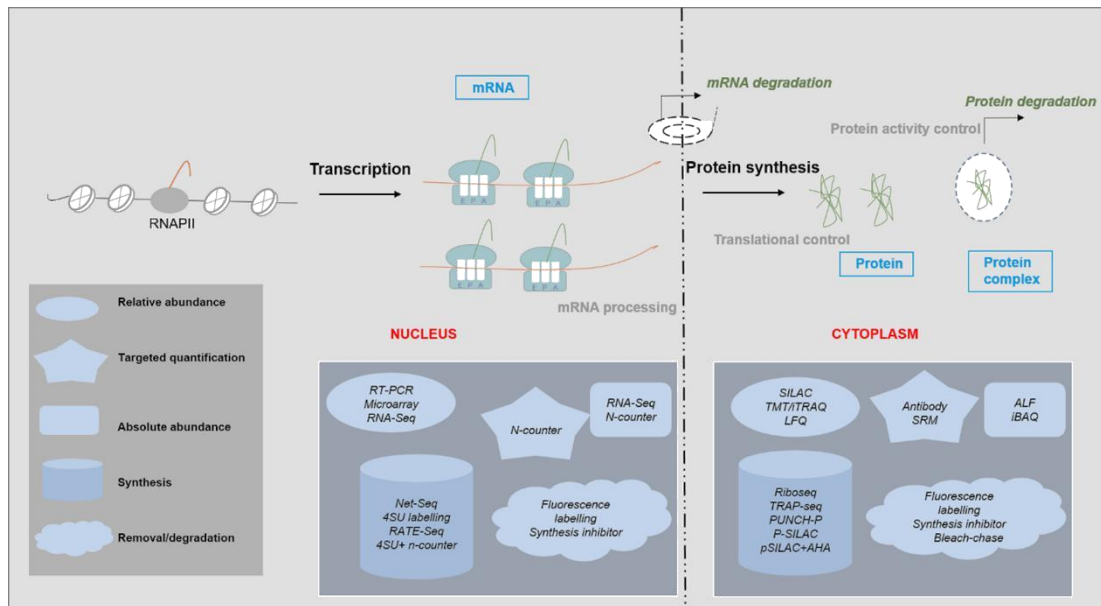 mRNA
mRNA degradation
Protein degradation
Protein activity control
Transcription
Protein synthesis
E P A
E P A
RNAPII
Translational control
Protein
Protein
complex
E P A
E P A
mRNA processing
NUCLEUS
CYTOPLASM
Relative abundance
Targeted quantification
Absolute abundance
Synthesis
Removal/degradation
RT-PCR
Microarray
RNA-Seq
N-counter
RNA-Seq
N-counter
Net-Seq
4SU labelling
RATE-Seq
4SU+ n-counter
Fluorescence
labelling
Synthesis inhibitor
SILAC
TMT/iTRAQ
LFQ
Antibody
SRM
ALF
iBAQ
Riboseq
TRAP-seq
PUNCH-P
P-SILAC
pSILAC+AHA
Fluorescence
labelling
Synthesis inhibitor
Bleach-chase